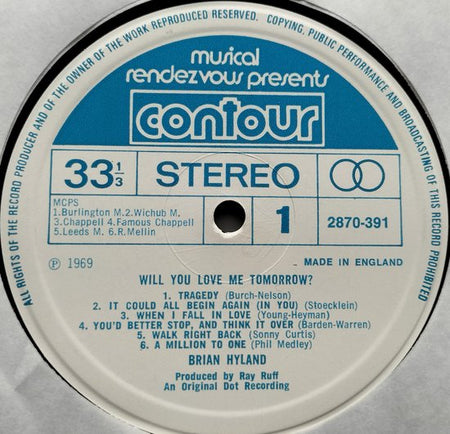 ALL RIGHTS OF THE RECORD PRODUCER AND OF THE OWNER OF THE WORK REPRODUCED RESERVED. COPYING, PUBLIC PERFORMANCE AND BROADCASTING OF THIS RECORD PROHIBITED
musical
rendezvous presents
contour
33 1/3 STEREO
MCPS
1.Burlington M.2.Wichub M.
3.Chappell 4.Famous Chappell
5.Leeds M. 6.R.Mellin
1 2870-391
Ⓟ 1969 MADE IN ENGLAND
WILL YOU LOVE ME TOMORROW?
1. TRAGEDY (Burch-Nelson)
2. IT COULD ALL BEGIN AGAIN (IN YOU) (Stoecklein)
3. WHEN I FALL IN LOVE (Young-Heyman)
4. YOU'D BETTER STOP, AND THINK IT OVER (Barden-Warren)
5. WALK RIGHT BACK (Sonny Curtis)
6. A MILLION TO ONE (Phil Medley)
BRIAN HYLAND
Produced by Ray Ruff
An Original Dot Recording